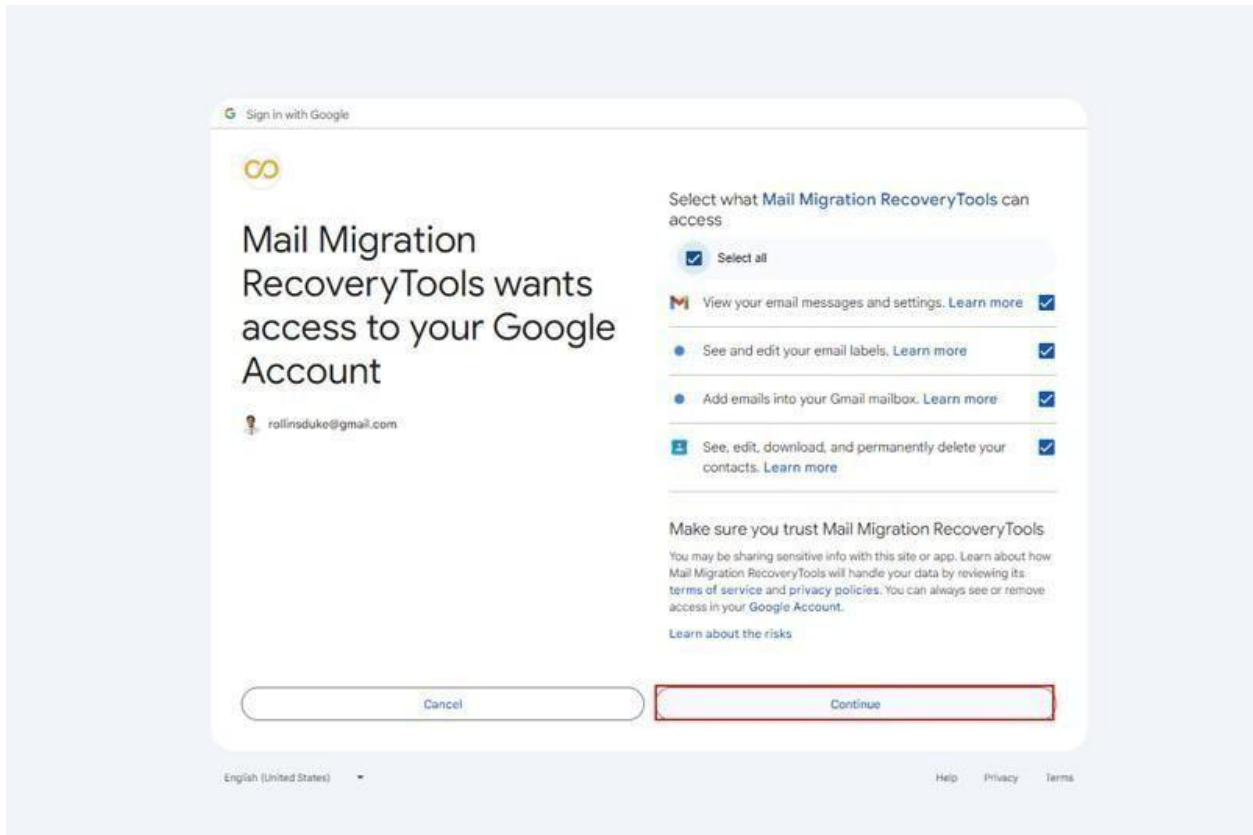 G Sign in with Google
Mail Migration
RecoveryTools wants
access to your Google
Account
rollinsduke@gmail.com
Select what Mail Migration RecoveryTools can
access
Select all
View your email messages and settings. Learn more
See and edit your email labels. Learn more
Add emails into your Gmail mailbox. Learn more
See, edit, download, and permanently delete your
contacts. Learn more
Make sure you trust Mail Migration RecoveryTools
You may be sharing sensitive info with this site or app. Learn about how
Mail Migration RecoveryTools will handle your data by reviewing its
terms of service and privacy policies. You can always see or remove
access in your Google Account.
Learn about the risks
Cancel
Continue
English (United States)
Help Privacy Terms